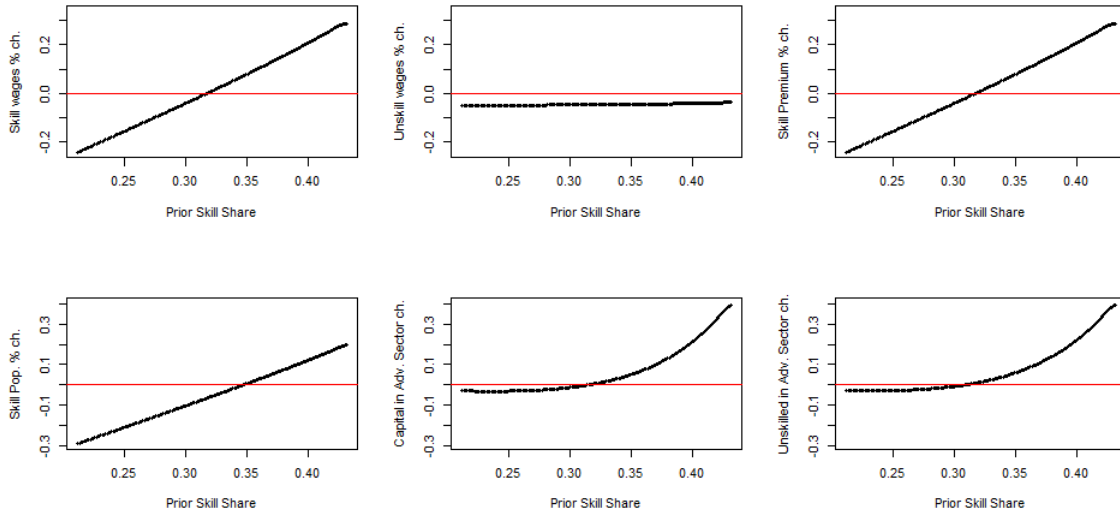 Skill wages % ch.
0.2
0.0
-0.2
0.25 0.30 0.35 0.40
Prior Skill Share
Unskill wages % ch.
0.2
0.0
-0.2
0.25 0.30 0.35 0.40
Prior Skill Share
Skill Premium % ch.
0.2
0.0
-0.2
0.25 0.30 0.35 0.40
Prior Skill Share
Skill Pop. % ch.
0.3
0.1
-0.1
-0.3
0.25 0.30 0.35 0.40
Prior Skill Share
Capital in Adv. Sector ch.
0.3
0.1
-0.1
-0.3
0.25 0.30 0.35 0.40
Prior Skill Share
Unskilled in Adv. Sector ch.
0.3
0.1
-0.1
-0.3
0.25 0.30 0.35 0.40
Prior Skill Share